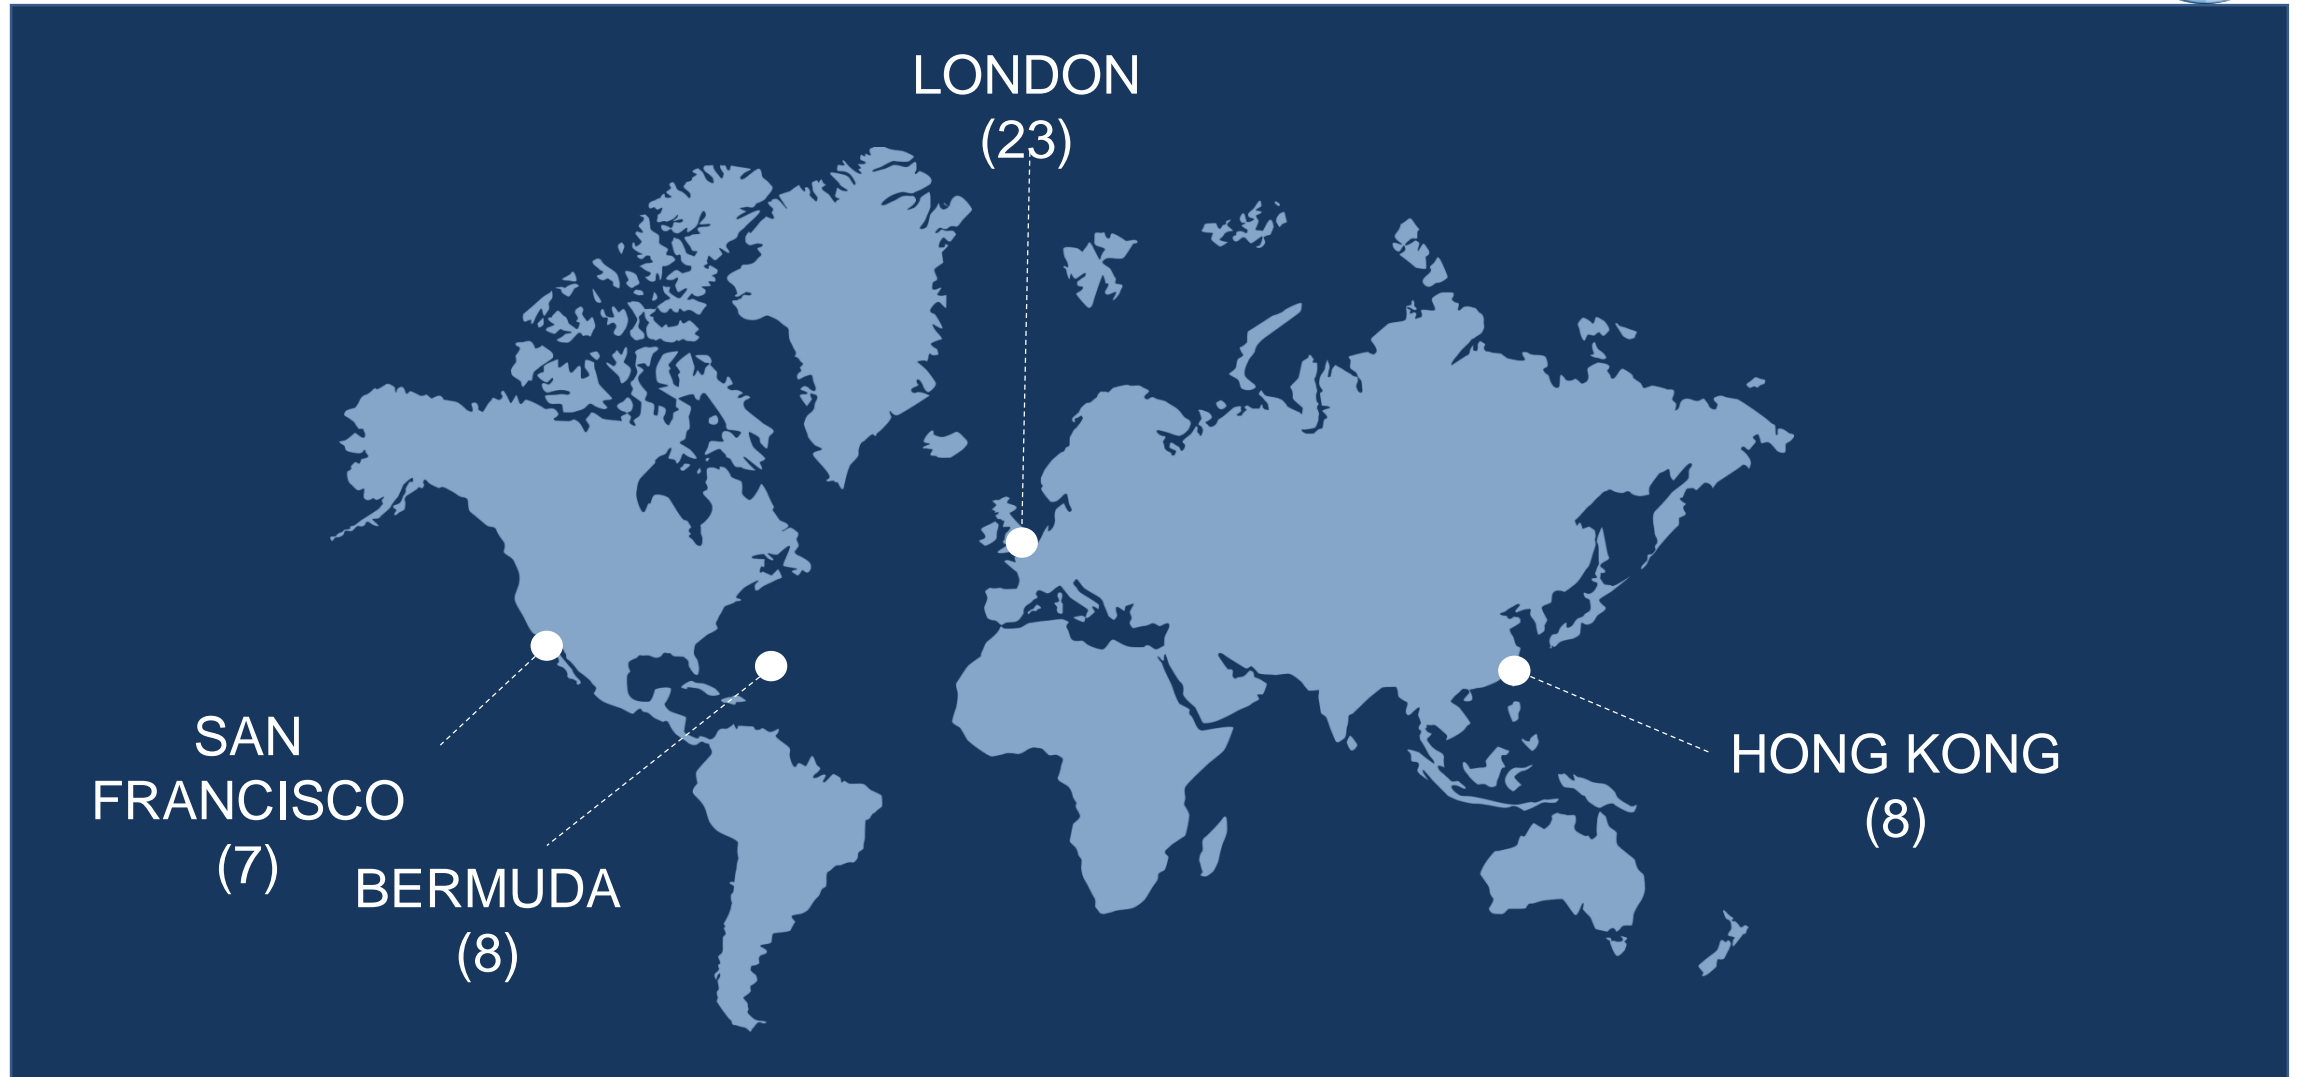 LONDON
(23)
SAN
FRANCISCO
(7)
BERMUDA
(8)
HONG KONG
(8)